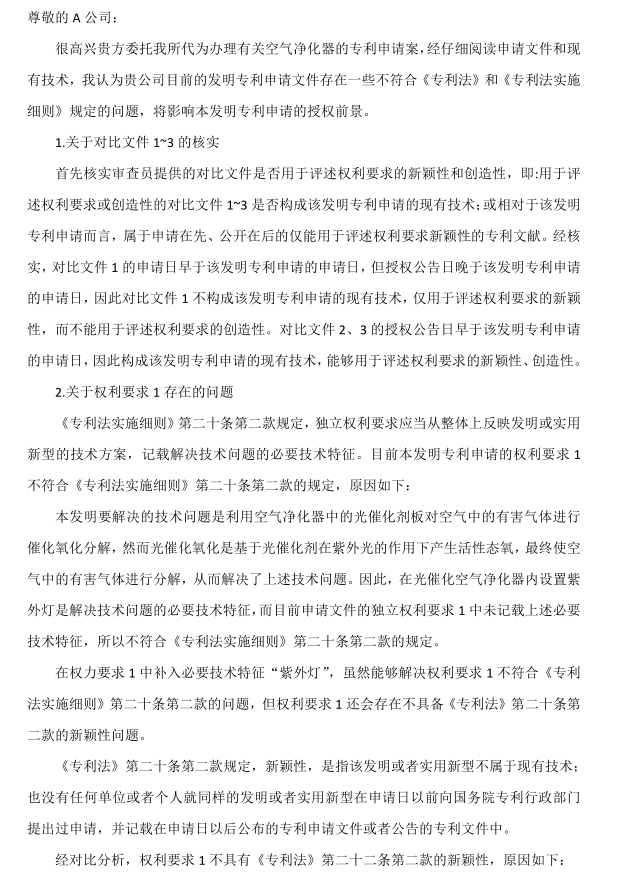 尊敬的 A 公司：
很高兴贵方委托我所代为办理有关空气净化器的专利申请案，经仔细阅读申请文件和现
有技术，我认为贵公司目前的发明专利申请文件存在一些不符合《专利法》和《专利法实施
细则》规定的问题，将影响本发明专利申请的授权前景。
1.关于对比文件 1~3 的核实
首先核实审查员提供的对比文件是否用于评述权利要求的新颖性和创造性，即:用于评
述权利要求或创造性的对比文件 1~3 是否构成该发明专利申请的现有技术；或相对于该发明
专利申请而言，属于申请在先、公开在后的仅能用于评述权利要求新颖性的专利文献。经核
实，对比文件 1 的申请日早于该发明专利申请的申请日，但授权公告日晚于该发明专利申请
的申请日，因此对比文件 1 不构成该发明专利申请的现有技术，仅用于评述权利要求的新颖
性，而不能用于评述权利要求的创造性。对比文件 2、3 的授权公告日早于该发明专利申请
的申请日，因此构成该发明专利申请的现有技术，能够用于评述权利要求的新颖性、创造性。
2.关于权利要求 1 存在的问题
《专利法实施细则》第二十条第二款规定，独立权利要求应当从整体上反映发明或实用
新型的技术方案，记载解决技术问题的必要技术特征。目前本发明专利申请的权利要求 1
不符合《专利法实施细则》第二十条第二款的规定，原因如下：
本发明要解决的技术问题是利用空气净化器中的光催化剂板对空气中的有害气体进行
催化氧化分解，然而光催化氧化是基于光催化剂在紫外光的作用下产生活性态氧，最终使空
气中的有害气体进行分解，从而解决了上述技术问题。因此，在光催化空气净化器内设置紫
外灯是解决技术问题的必要技术特征，而目前申请文件的独立权利要求 1 中未记载上述必要
技术特征，所以不符合《专利法实施细则》第二十条第二款的规定。
在权力要求 1 中补入必要技术特征“紫外灯”，虽然能够解决权利要求 1 不符合《专利
法实施细则》第二十条第二款的问题，但权利要求 1 还会存在不具备《专利法》第二十条第
二款的新颖性问题。
《专利法》第二十条第二款规定，新颖性，是指该发明或者实用新型不属于现有技术；
也没有任何单位或者个人就同样的发明或者实用新型在申请日以前向国务院专利行政部门
提出过申请，并记载在申请日以后公布的专利申请文件或者公告的专利文件中。
经对比分析，权利要求 1 不具有《专利法》第二十二条第二款的新颖性，原因如下：